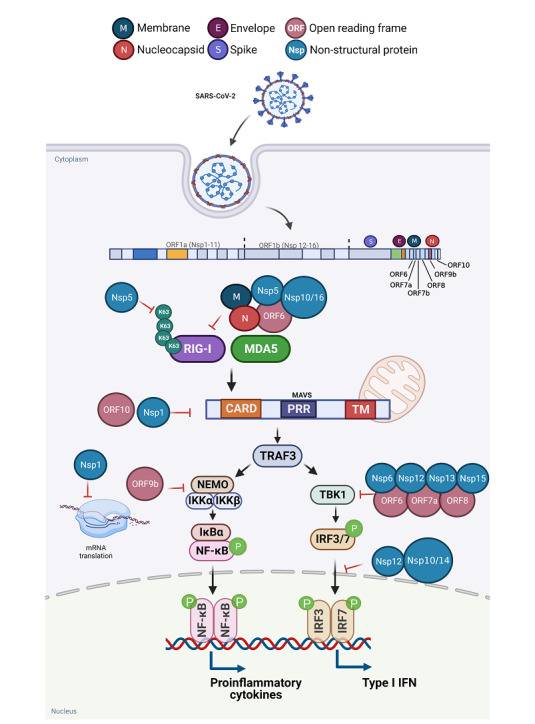 M Membrane E Envelope ORF Open reading frame
N Nucleocapsid S Spike Nsp Non-structural protein
SARS-CoV-2
Cytoplasm
ORF1a (Nsp1-11) ORF1b (Nsp 12-16) S E M N
ORF10
ORF6 ORF9b
ORF7a ORF8
ORF7b
Nsp5 K63 K63 K63
M Nsp5 Nsp10/16
N ORF6
RIG-I MDA5
MAVS
ORF10 Nsp1 CARD PRR TM
TRAF3
Nsp1 ORF9b NEMO
IKKα IKKβ
TBK1 Nsp6 Nsp12 Nsp13 Nsp15
ORF6 ORF7a ORF8
mRNA
translation
IκBα
NF-κB P
IRF3/7 P
Nsp12 Nsp10/14
P NF-κB NF-κB P
P IRF3 IRF7 P
Proinflammatory
cytokines
Type I IFN
Nucleus